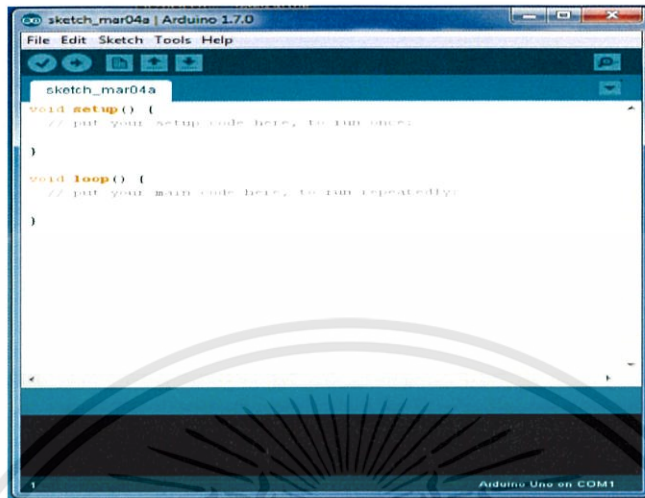 sketch_mar04a | Arduino 1.7.0
File Edit Sketch Tools Help
sketch_mar04a
void setup() {
// put your setup code here, to run once:
}
void loop() {
// put your main code here, to run repeatedly:
}
1
Arduino Uno on COM1